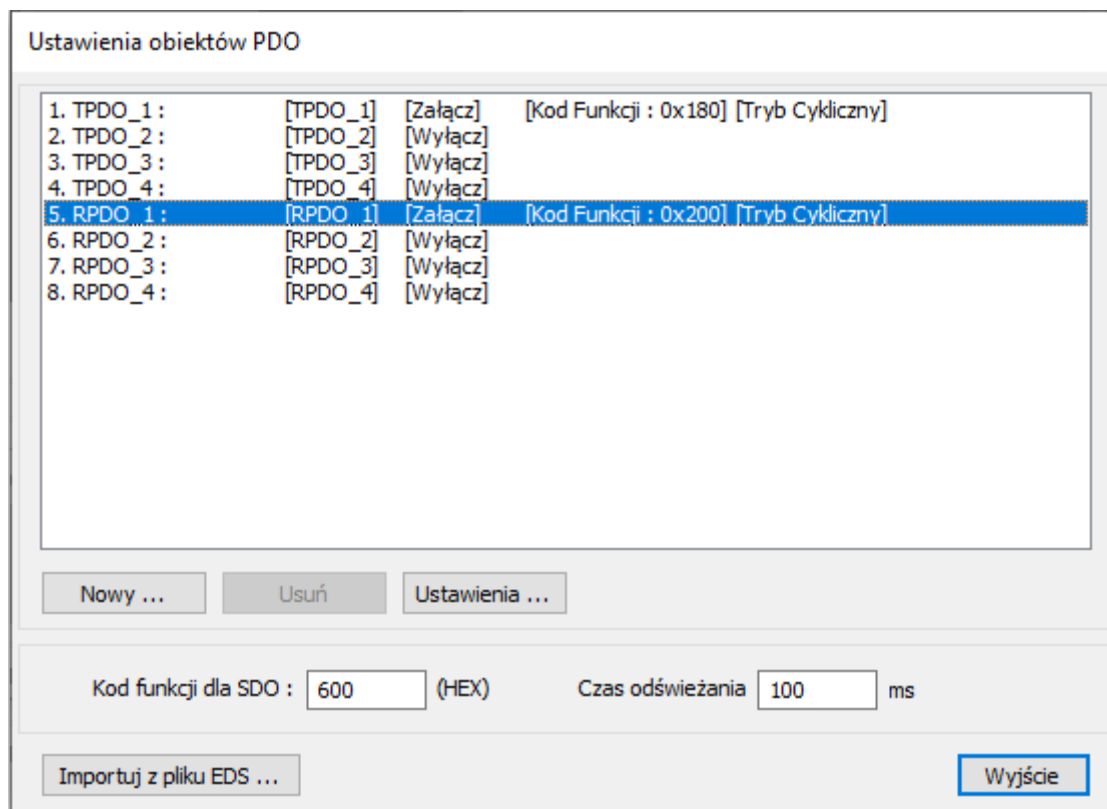 Ustawienia obiektów PDO
1. TPDO_1 : [TPDO_1] [Załącz] [Kod Funkcji : 0x180] [Tryb Cykliczny]
2. TPDO_2 : [TPDO_2] [Wyłącz]
3. TPDO_3 : [TPDO_3] [Wyłącz]
4. TPDO_4 : [TPDO_4] [Wyłącz]
5. RPDO_1 : [RPDO_1] [Załącz] [Kod Funkcji : 0x200] [Tryb Cykliczny]
6. RPDO_2 : [RPDO_2] [Wyłącz]
7. RPDO_3 : [RPDO_3] [Wyłącz]
8. RPDO_4 : [RPDO_4] [Wyłącz]
Nowy ... Usuń Ustawienia ...
Kod funkcji dla SDO : 600 (HEX) Czas odświeżania 100 ms
Importuj z pliku EDS ... Wyjście